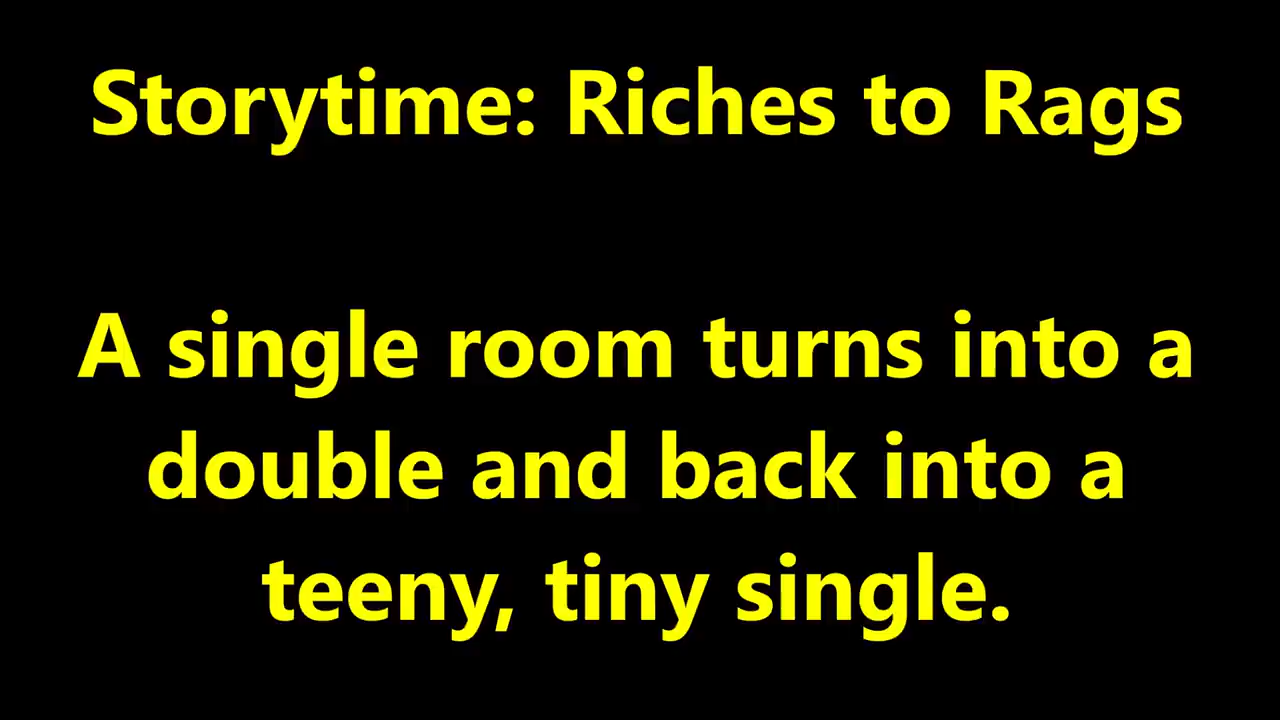 Storytime: Riches to Rags
A single room turns into a
double and back into a
teeny, tiny single.